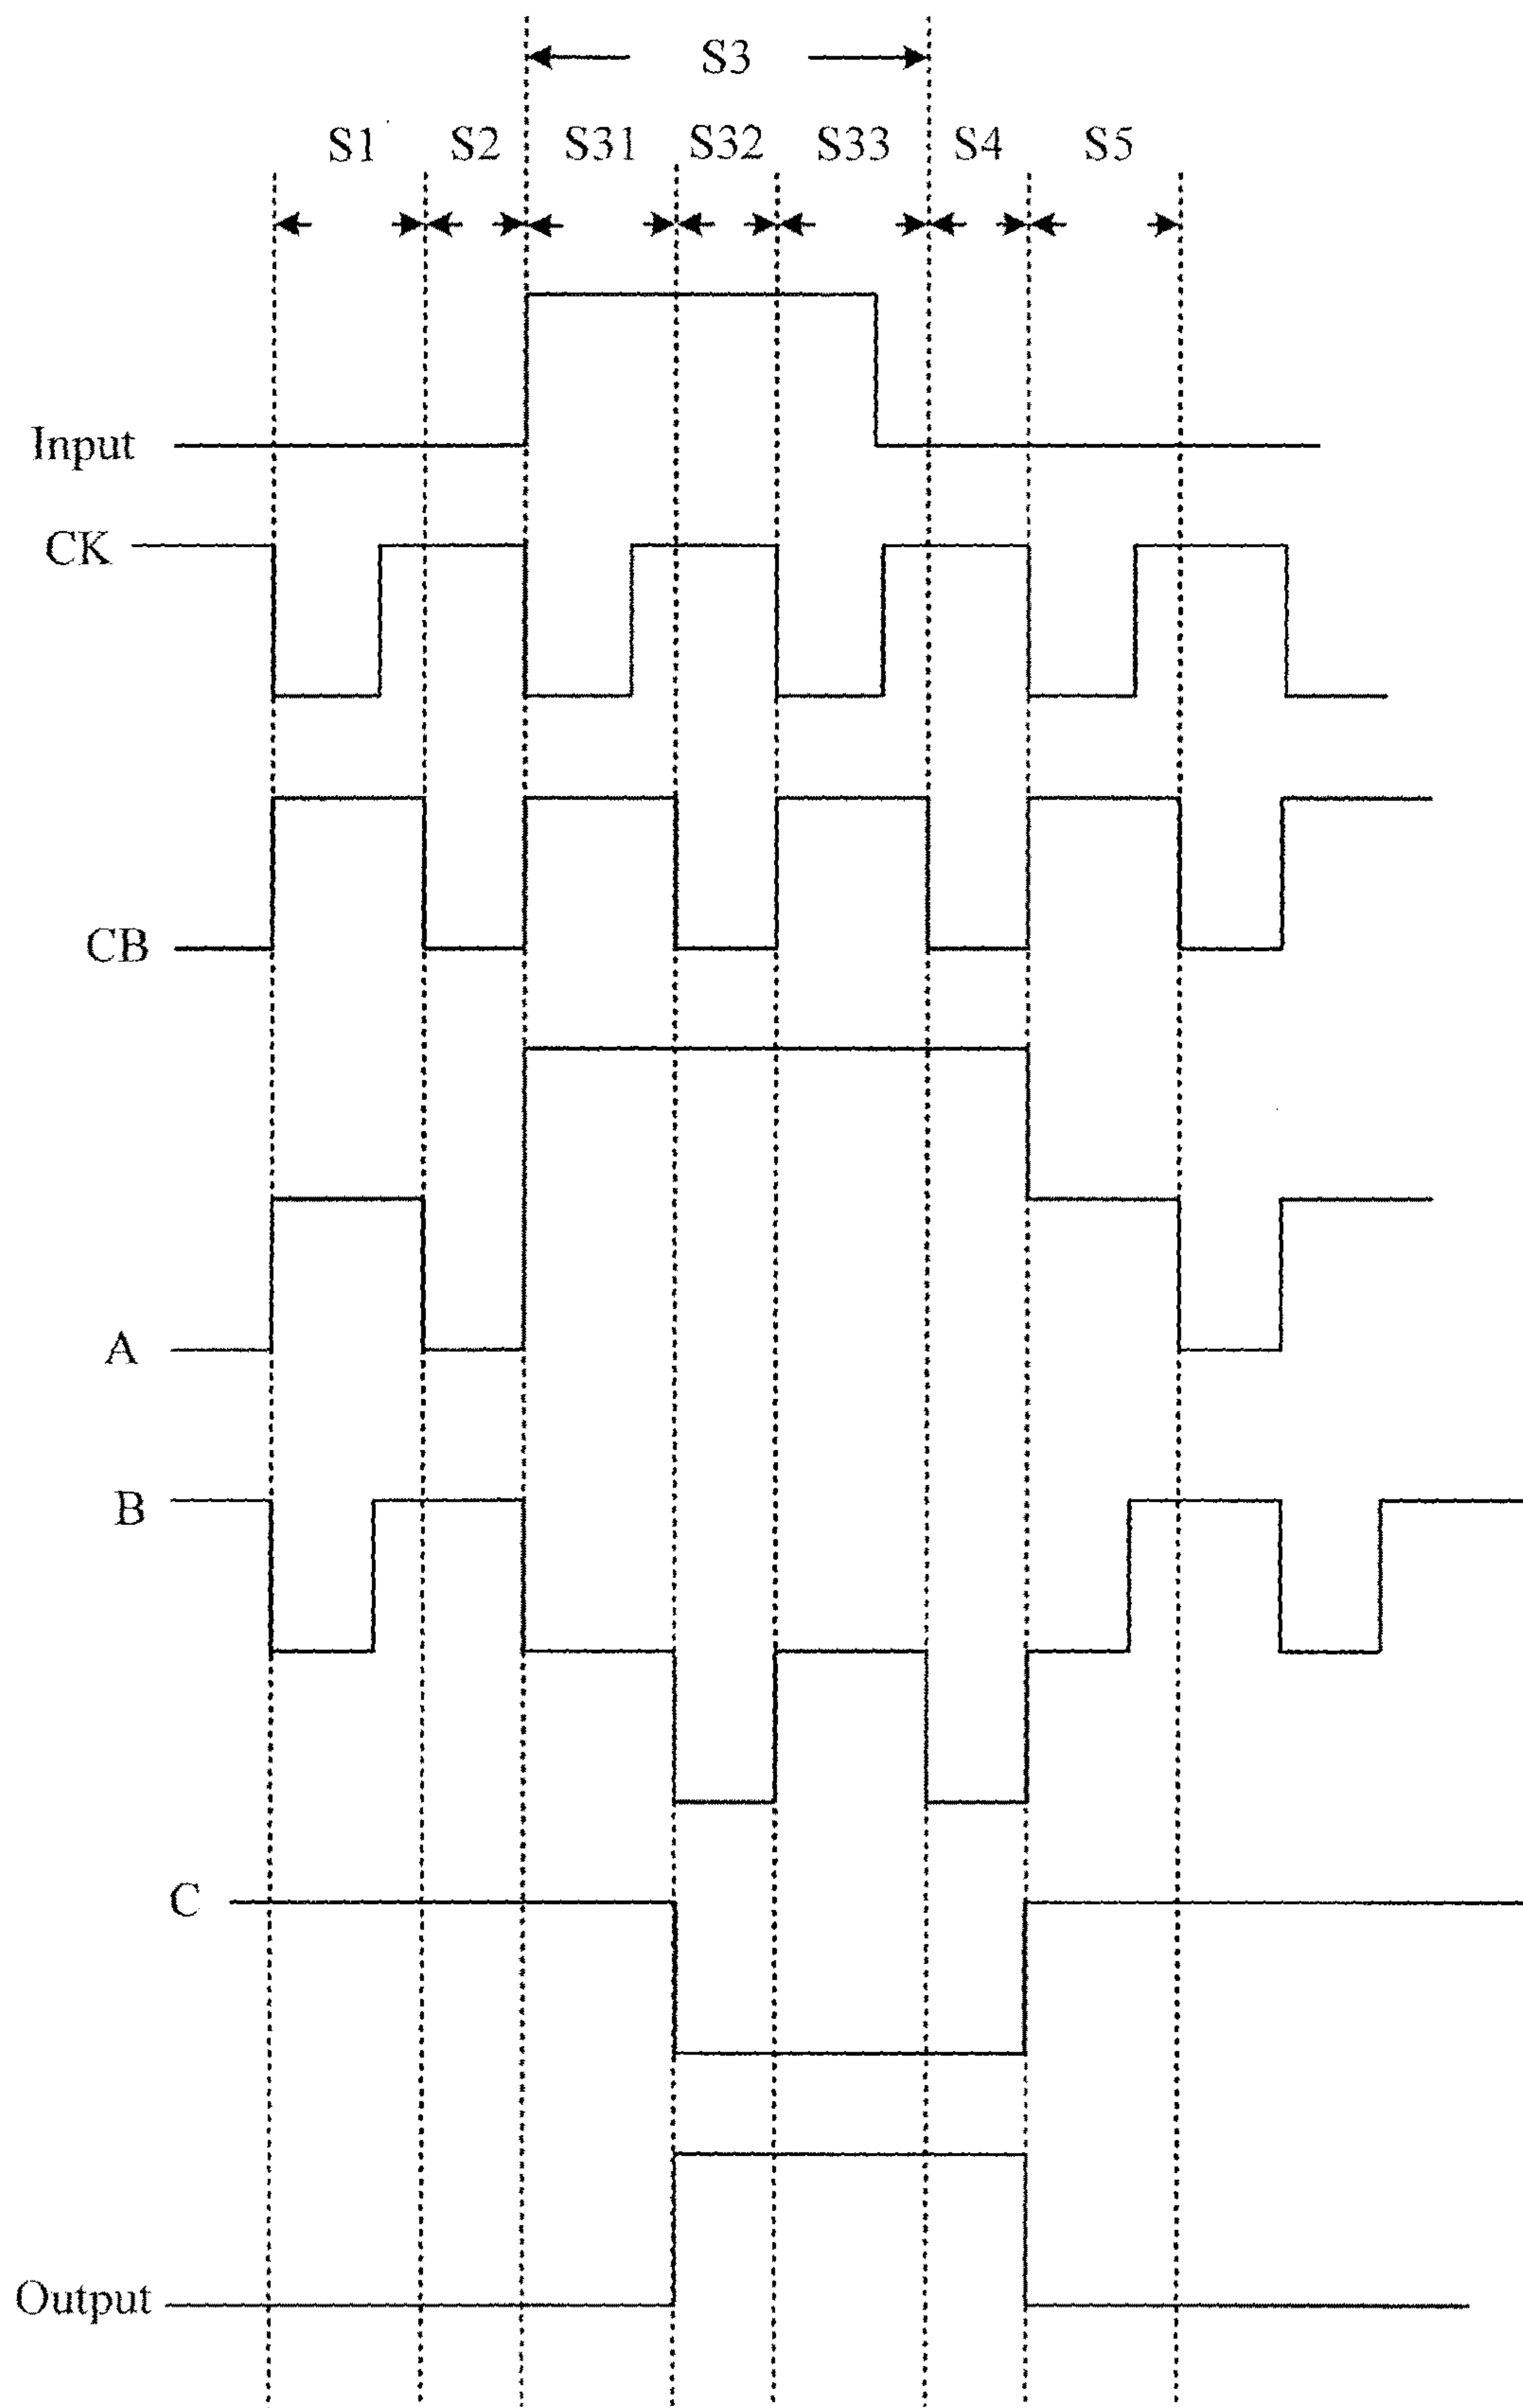 S3
S1 S2 S31 S32 S33 S4 S5
Input
CK
CB
A
B
C
Output